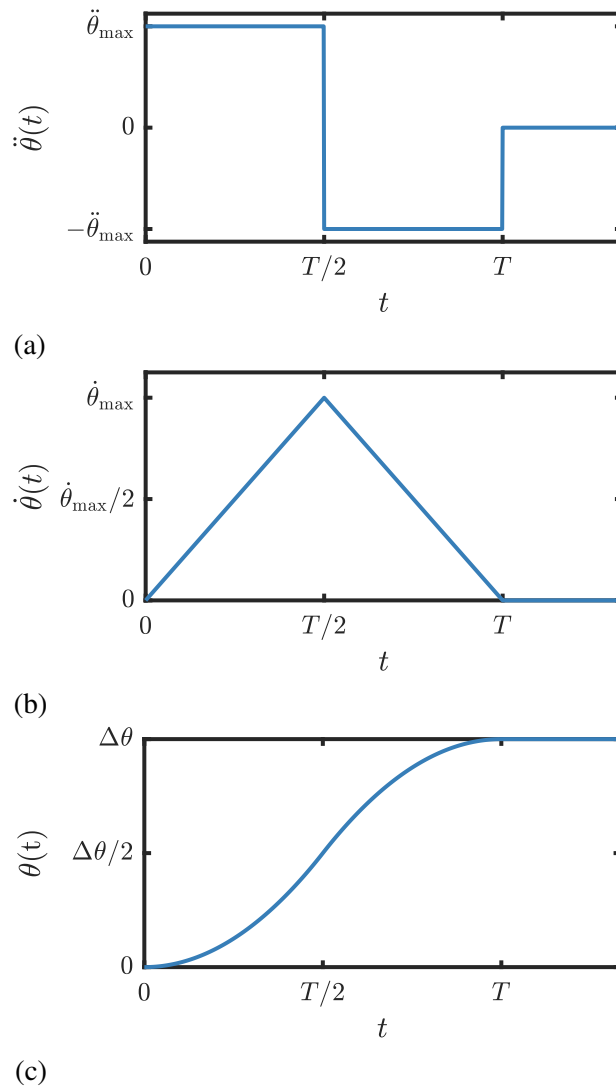 θ̈max
0
−θ̈max
θ̈(t)
0 T/2 T
t
(a)
θ̇max
θ̇max/2
0
θ̇(t)
0 T/2 T
t
(b)
Δθ
Δθ/2
0
θ(t)
0 T/2 T
t
(c)